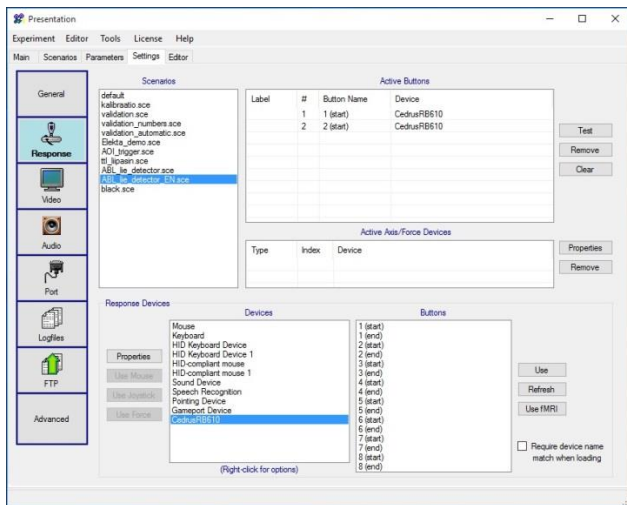 Presentation
Experiment Editor Tools License Help
Main Scenarios Parameters Settings Editor
General
Response
Video
Audio
Port
Logfiles
FTP
Advanced
Scenarios
default
kalibraatio.sce
validation.sce
validation_numbers.sce
validation_automatic.sce
Elekta_demo.sce
AOI_trigger.sce
ttl_lipasin.sce
ABL_lie_detector.sce
ABL_lie_detector_EN.sce
black.sce
Active Buttons
Label # Button Name Device
1 1 (start) CedrusRB610
2 2 (start) CedrusRB610
Test
Remove
Clear
Active Axis/Force Devices
Type Index Device
Properties
Remove
Response Devices
Devices
Properties
Use Mouse
Use Joystick
Use Force
Mouse
Keyboard
HID Keyboard Device
HID Keyboard Device 1
HID-compliant mouse
HID-compliant mouse 1
Sound Device
Speech Recognition
Pointing Device
Gameport Device
CedrusRB610
(Right-click for options)
Buttons
1 (start)
1 (end)
2 (start)
2 (end)
3 (start)
3 (end)
4 (start)
4 (end)
5 (start)
5 (end)
6 (start)
6 (end)
7 (start)
7 (end)
8 (start)
8 (end)
Use
Refresh
Use fMRI
Require device name
match when loading